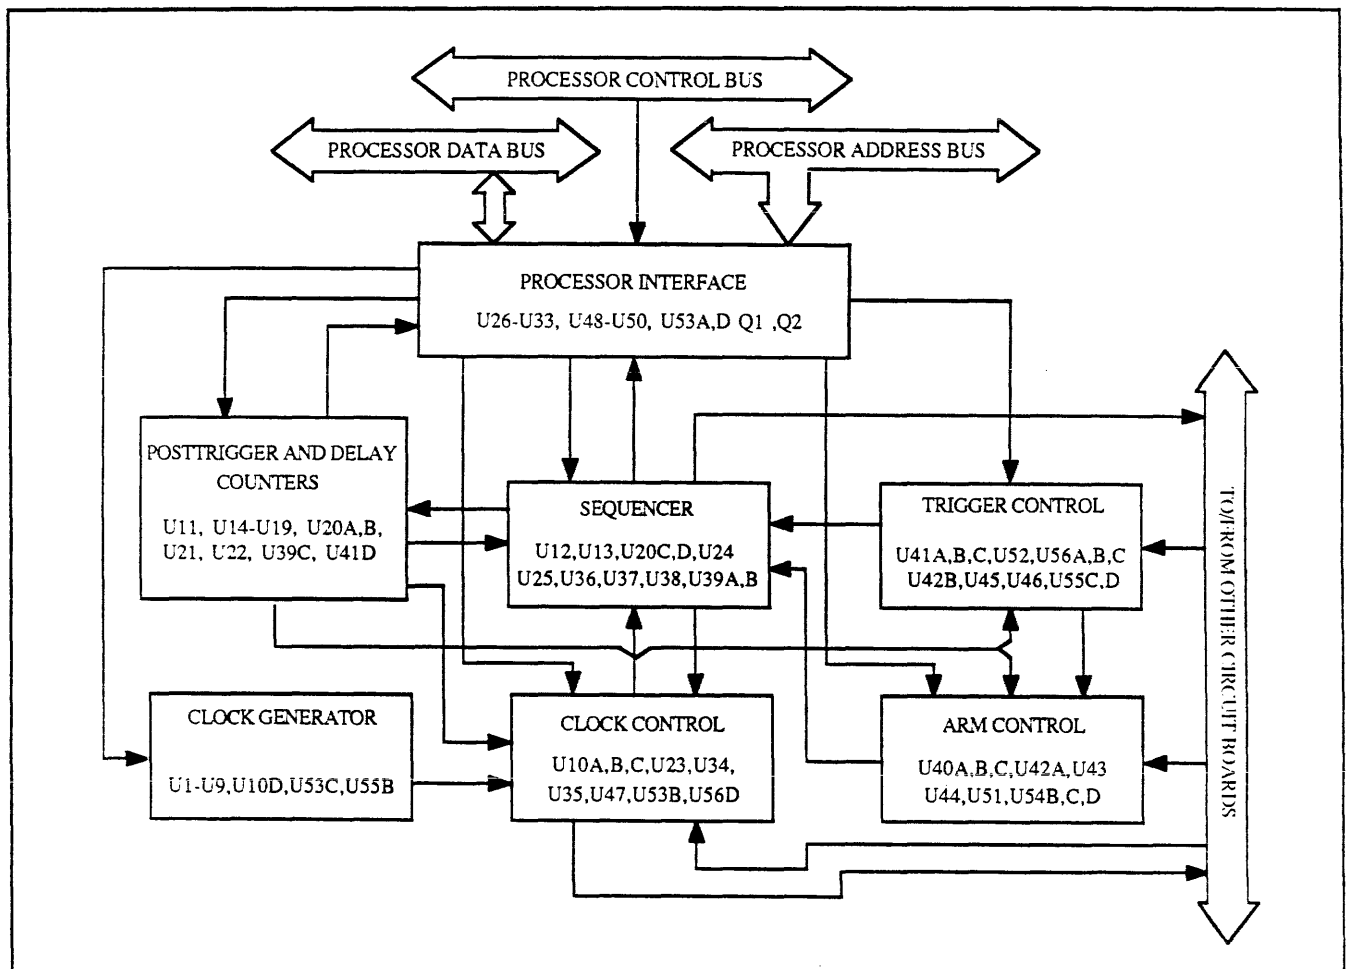 PROCESSOR CONTROL BUS
PROCESSOR DATA BUS
PROCESSOR ADDRESS BUS
PROCESSOR INTERFACE
U26-U33, U48-U50, U53A,D Q1 ,Q2
POSTTRIGGER AND DELAY
COUNTERS
U11, U14-U19, U20A,B,
U21, U22, U39C, U41D
SEQUENCER
U12,U13,U20C,D,U24
U25,U36,U37,U38,U39A,B
TRIGGER CONTROL
U41A,B,C,U52,U56A,B,C
U42B,U45,U46,U55C,D
CLOCK GENERATOR
U1-U9,U10D,U53C,U55B
CLOCK CONTROL
U10A,B,C,U23,U34,
U35,U47,U53B,U56D
ARM CONTROL
U40A,B,C,U42A,U43
U44,U51,U54B,C,D
TO/FROM OTHER CIRCUIT BOARDS